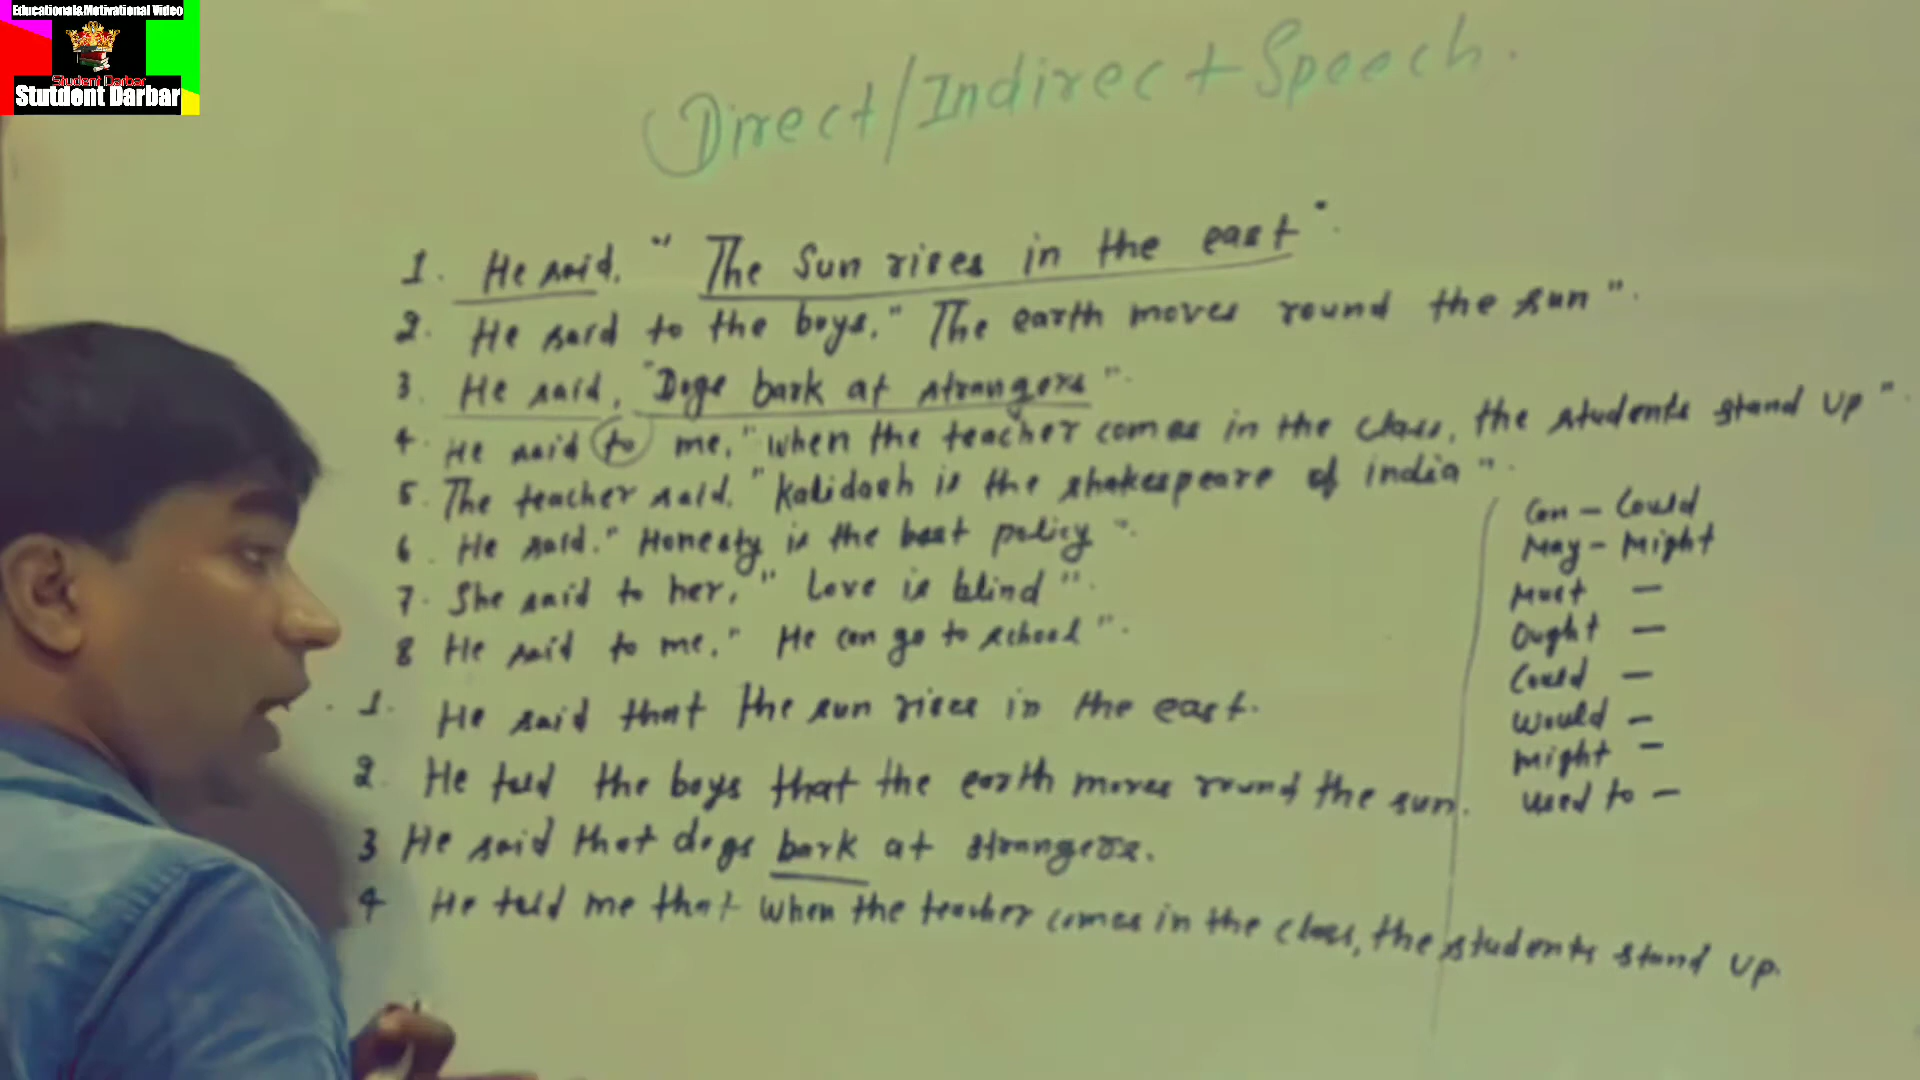 Educational&Motivational Video
Student Darbar
Stutdent Darbar
Direct/Indirect Speech.
1. He said, " The Sun rises in the east".
2. He said to the boys, " The earth moves round the sun".
3. He said, "Dogs bark at strangers".
4. He said to me, "when the teacher comes in the class, the students stand up".
5. The teacher said, "Kalidash is the shakespeare of india".
6. He said, "Honesty is the best policy".
7. She said to her, " Love is blind".
8 He said to me, " He can go to school".
Can - Could
May - Might
Must -
Ought -
Could -
Would -
Might -
used to -
1. He said that the sun rises in the east.
2. He told the boys that the earth moves round the sun.
3 He said that dogs bark at strangers.
4 He told me that when the teacher comes in the class, the students stand up.